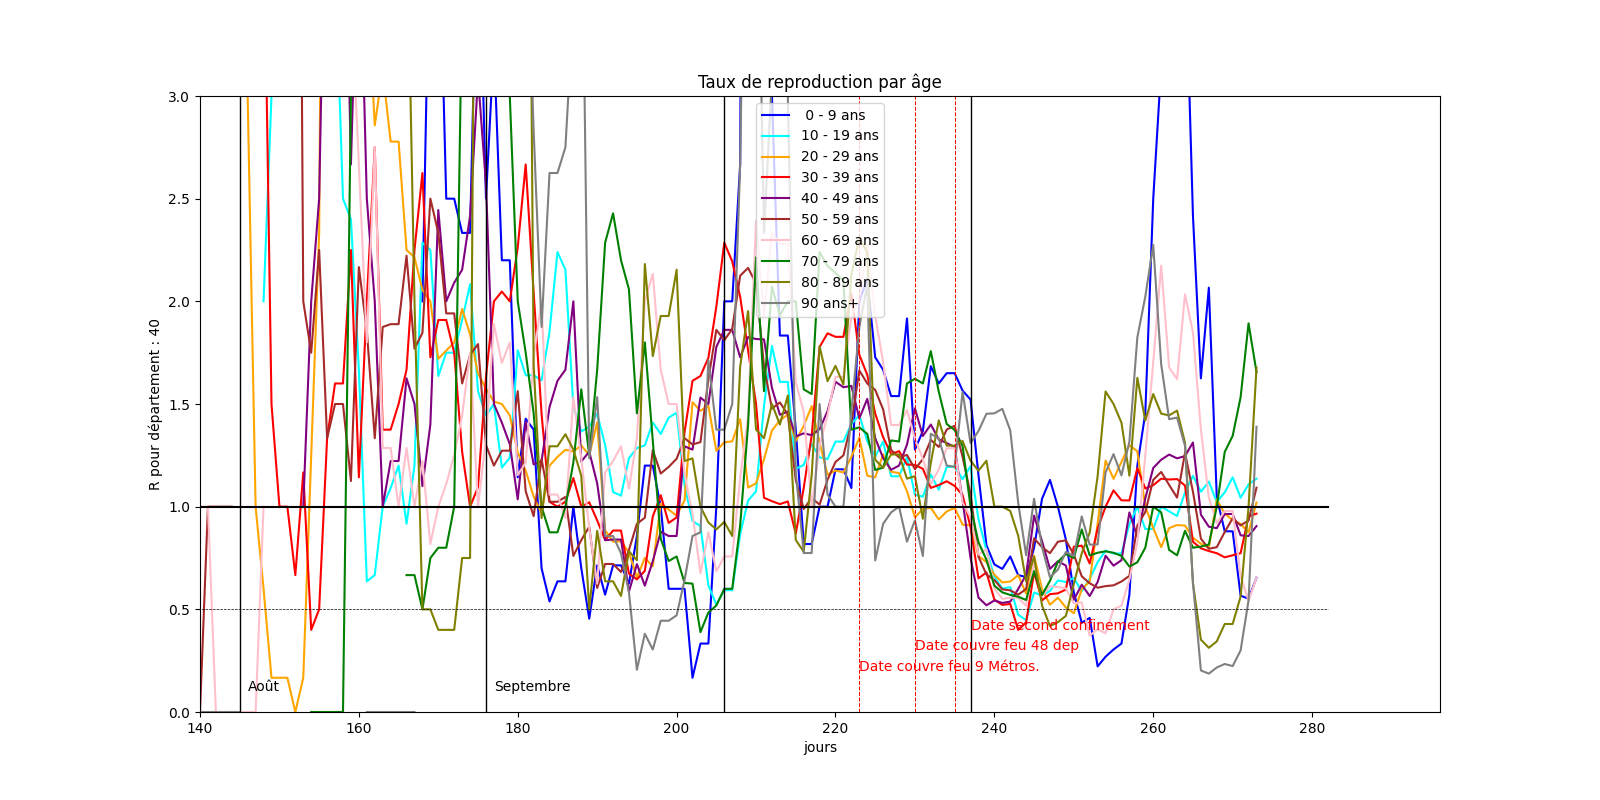 Taux de reproduction par âge
R pour département : 40
3.0
2.5
2.0
1.5
1.0
0.5
0.0
0 - 9 ans
10 - 19 ans
20 - 29 ans
30 - 39 ans
40 - 49 ans
50 - 59 ans
60 - 69 ans
70 - 79 ans
80 - 89 ans
90 ans+
Date second confinement
Date couvre feu 48 dep
Date couvre feu 9 Métros.
Août
Septembre
140 160 180 200 220 240 260 280
jours